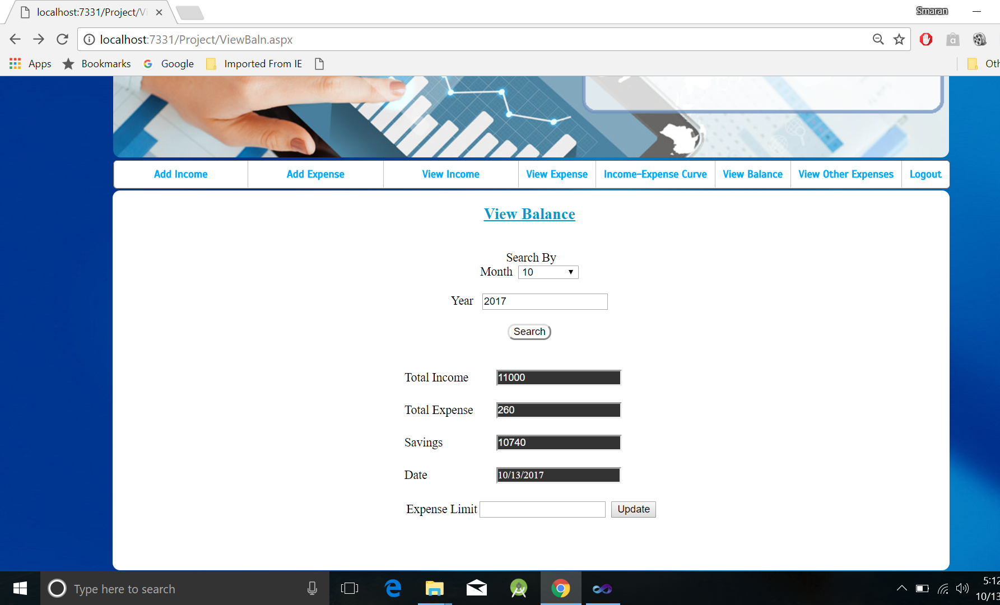 localhost:7331/Project/Vi
Smaran
localhost:7331/Project/ViewBaln.aspx
Apps Bookmarks Google Imported From IE Oth
Add Income View Income Add Expense View Expense Income-Expense Curve View Balance View Other Expenses Logout
View Balance
Search By
Month 10
Year 2017
Search
Total Income 11000
Total Expense 260
Savings 10740
Date 10/13/2017
Expense Limit Update
Type here to search
5:12
10/13